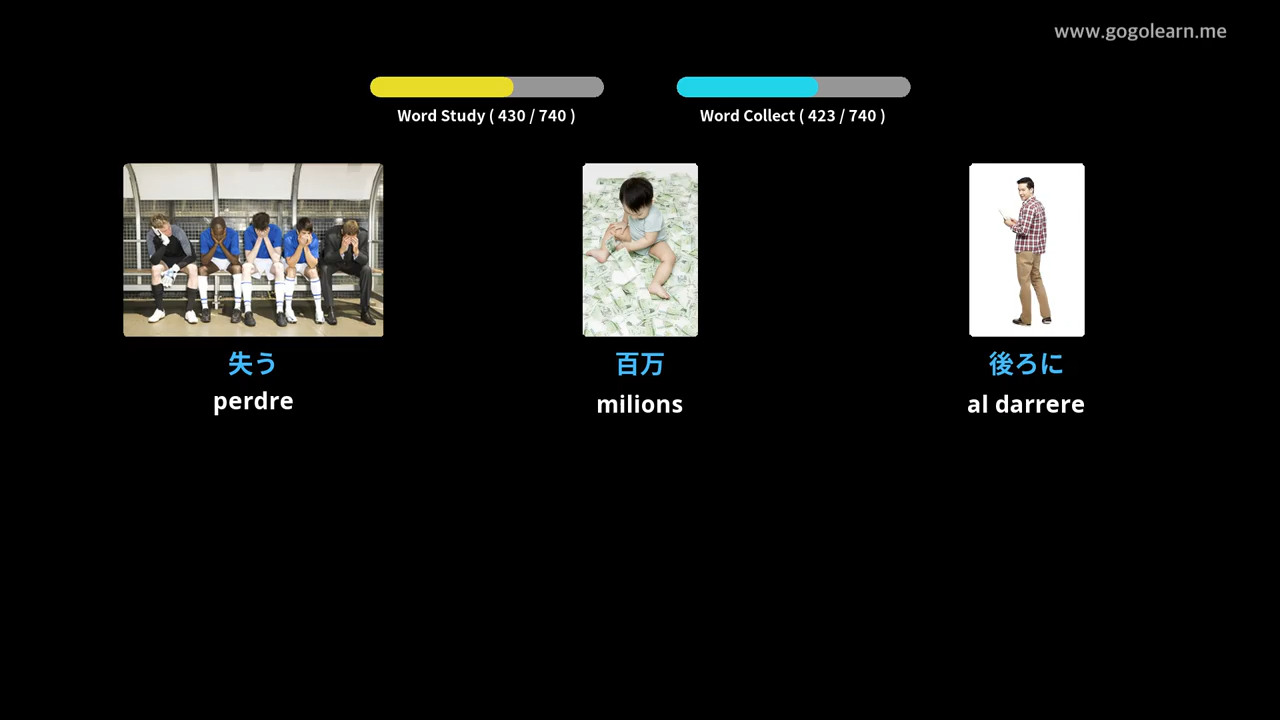 www.gogolearn.me
Word Study ( 430 / 740 )
Word Collect ( 423 / 740 )
失う
perdre
百万
milions
後ろに
al darrere